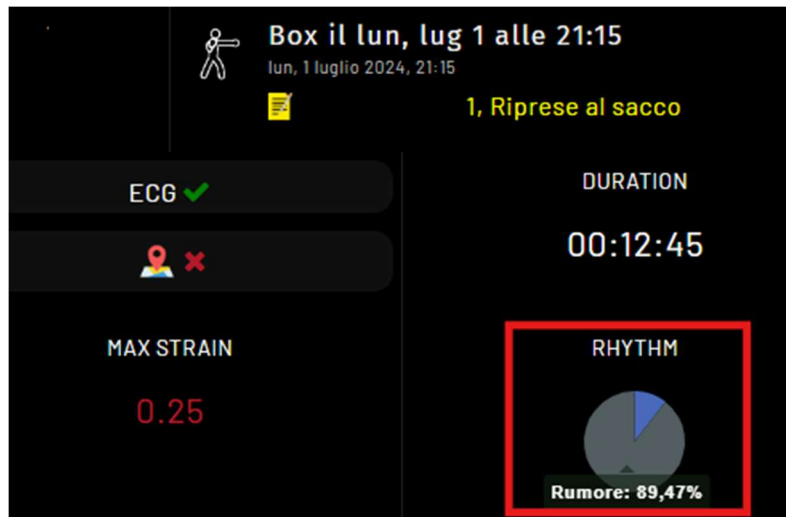 Box il lun, lug 1 alle 21:15
lun, 1 luglio 2024, 21:15
1, Riprese al sacco
ECG
DURATION
00:12:45
MAX STRAIN
0.25
RHYTHM
Rumore: 89,47%